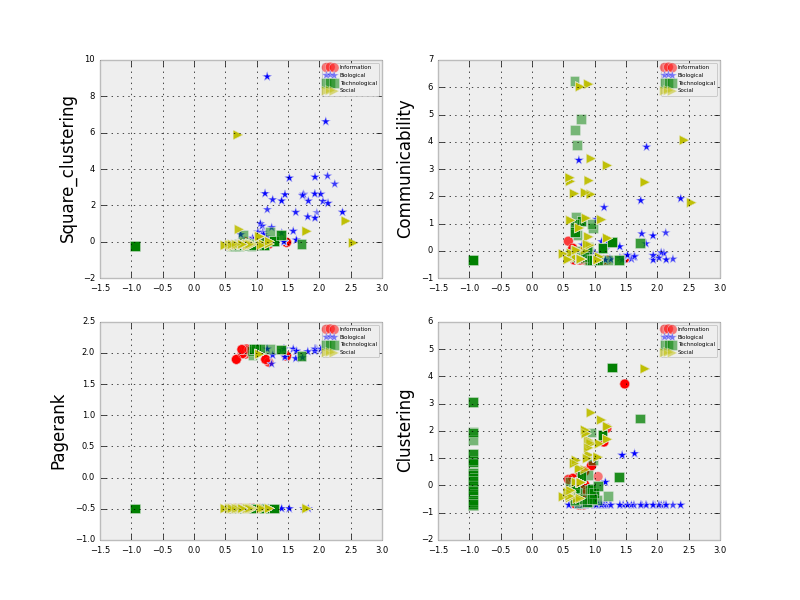 10
8
6
4
2
0
−2
−1.5 −1.0 −0.5 0.0 0.5 1.0 1.5 2.0 2.5 3.0
Square_clustering
Information
Biological
Technological
Social
7
6
5
4
3
2
1
0
−1
−1.5 −1.0 −0.5 0.0 0.5 1.0 1.5 2.0 2.5 3.0
Communicability
Information
Biological
Technological
Social
2.5
2.0
1.5
1.0
0.5
0.0
−0.5
−1.0
−1.5 −1.0 −0.5 0.0 0.5 1.0 1.5 2.0 2.5 3.0
Pagerank
Information
Biological
Technological
Social
6
5
4
3
2
1
0
−1
−2
−1.5 −1.0 −0.5 0.0 0.5 1.0 1.5 2.0 2.5 3.0
Clustering
Information
Biological
Technological
Social